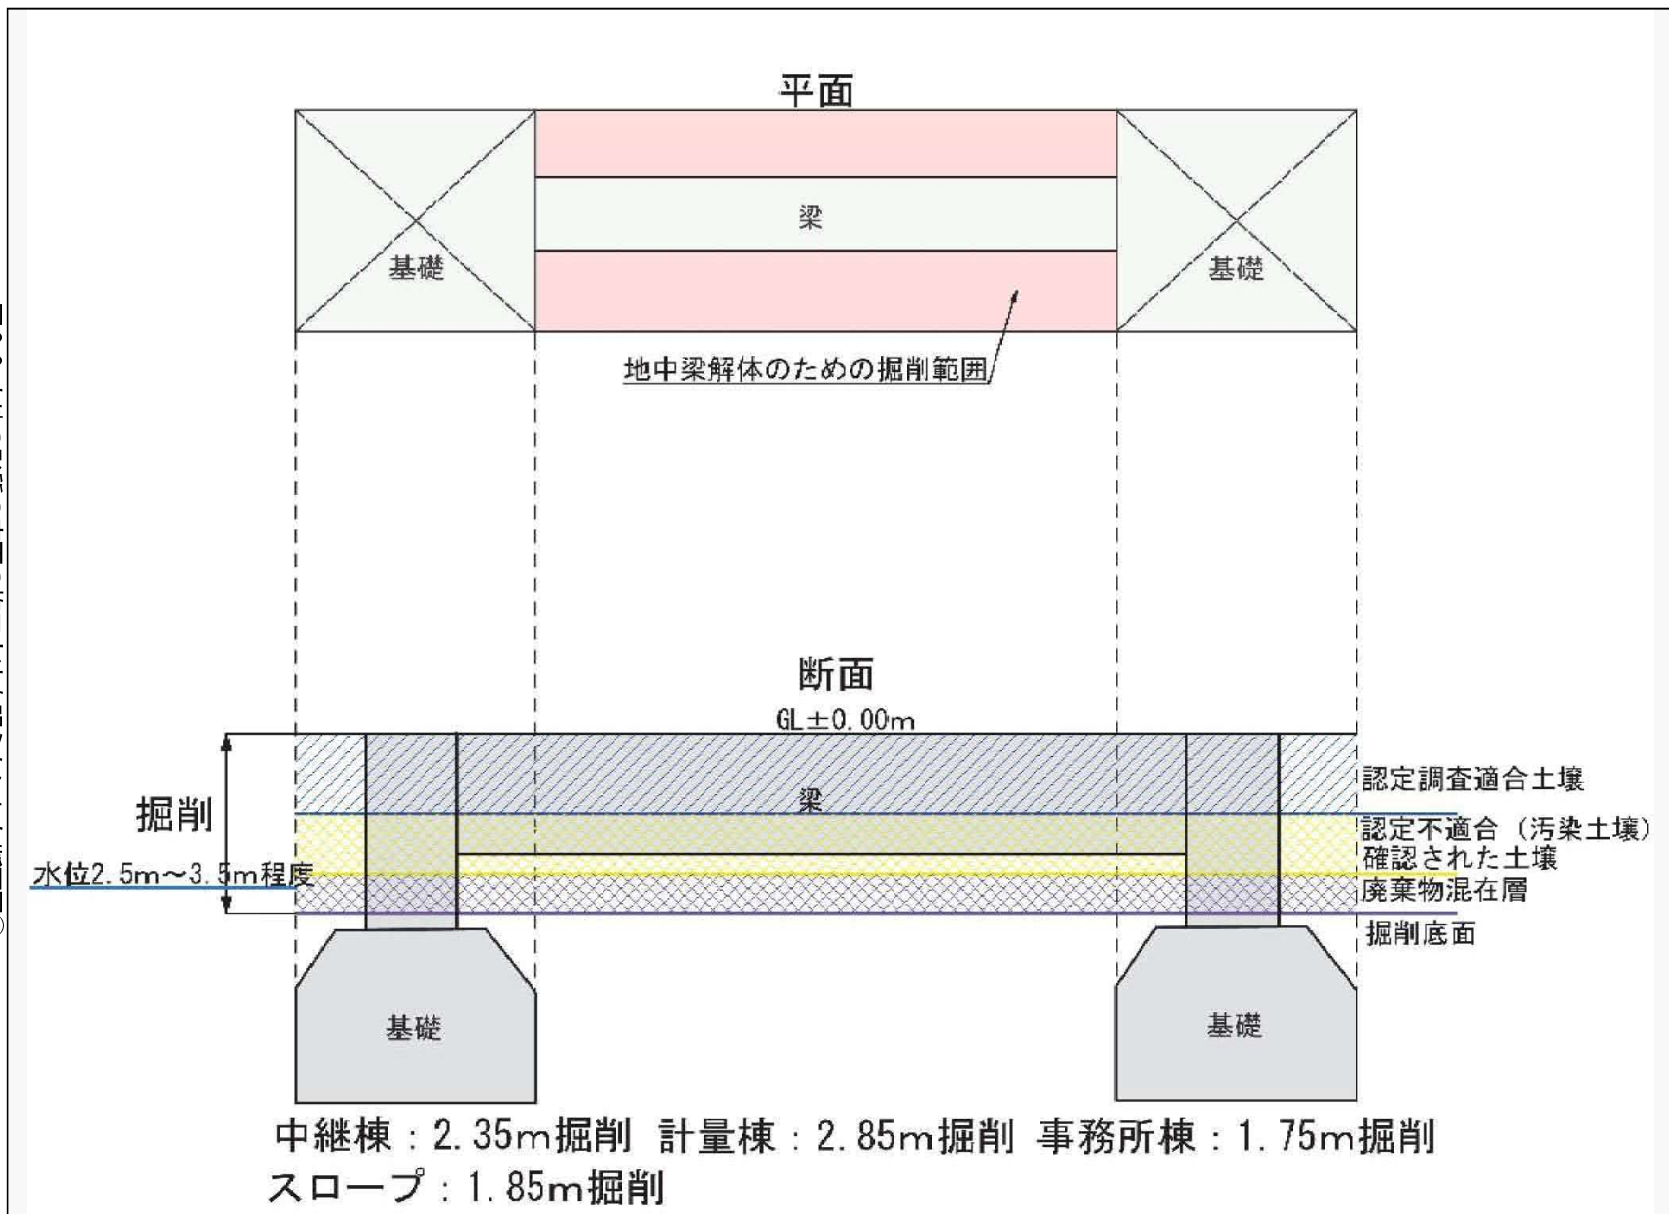 平面
梁
基礎
基礎
地中梁解体のための掘削範囲
断面
GL±0.00m
梁
掘削
水位2.5m～3.5m程度
認定調査適合土壌
認定不適合（汚染土壌）
確認された土壌
廃棄物混在層
掘削底面
基礎
基礎
中継棟：2.35m掘削 計量棟：2.85m掘削 事務所棟：1.75m掘削
スロープ：1.85m掘削